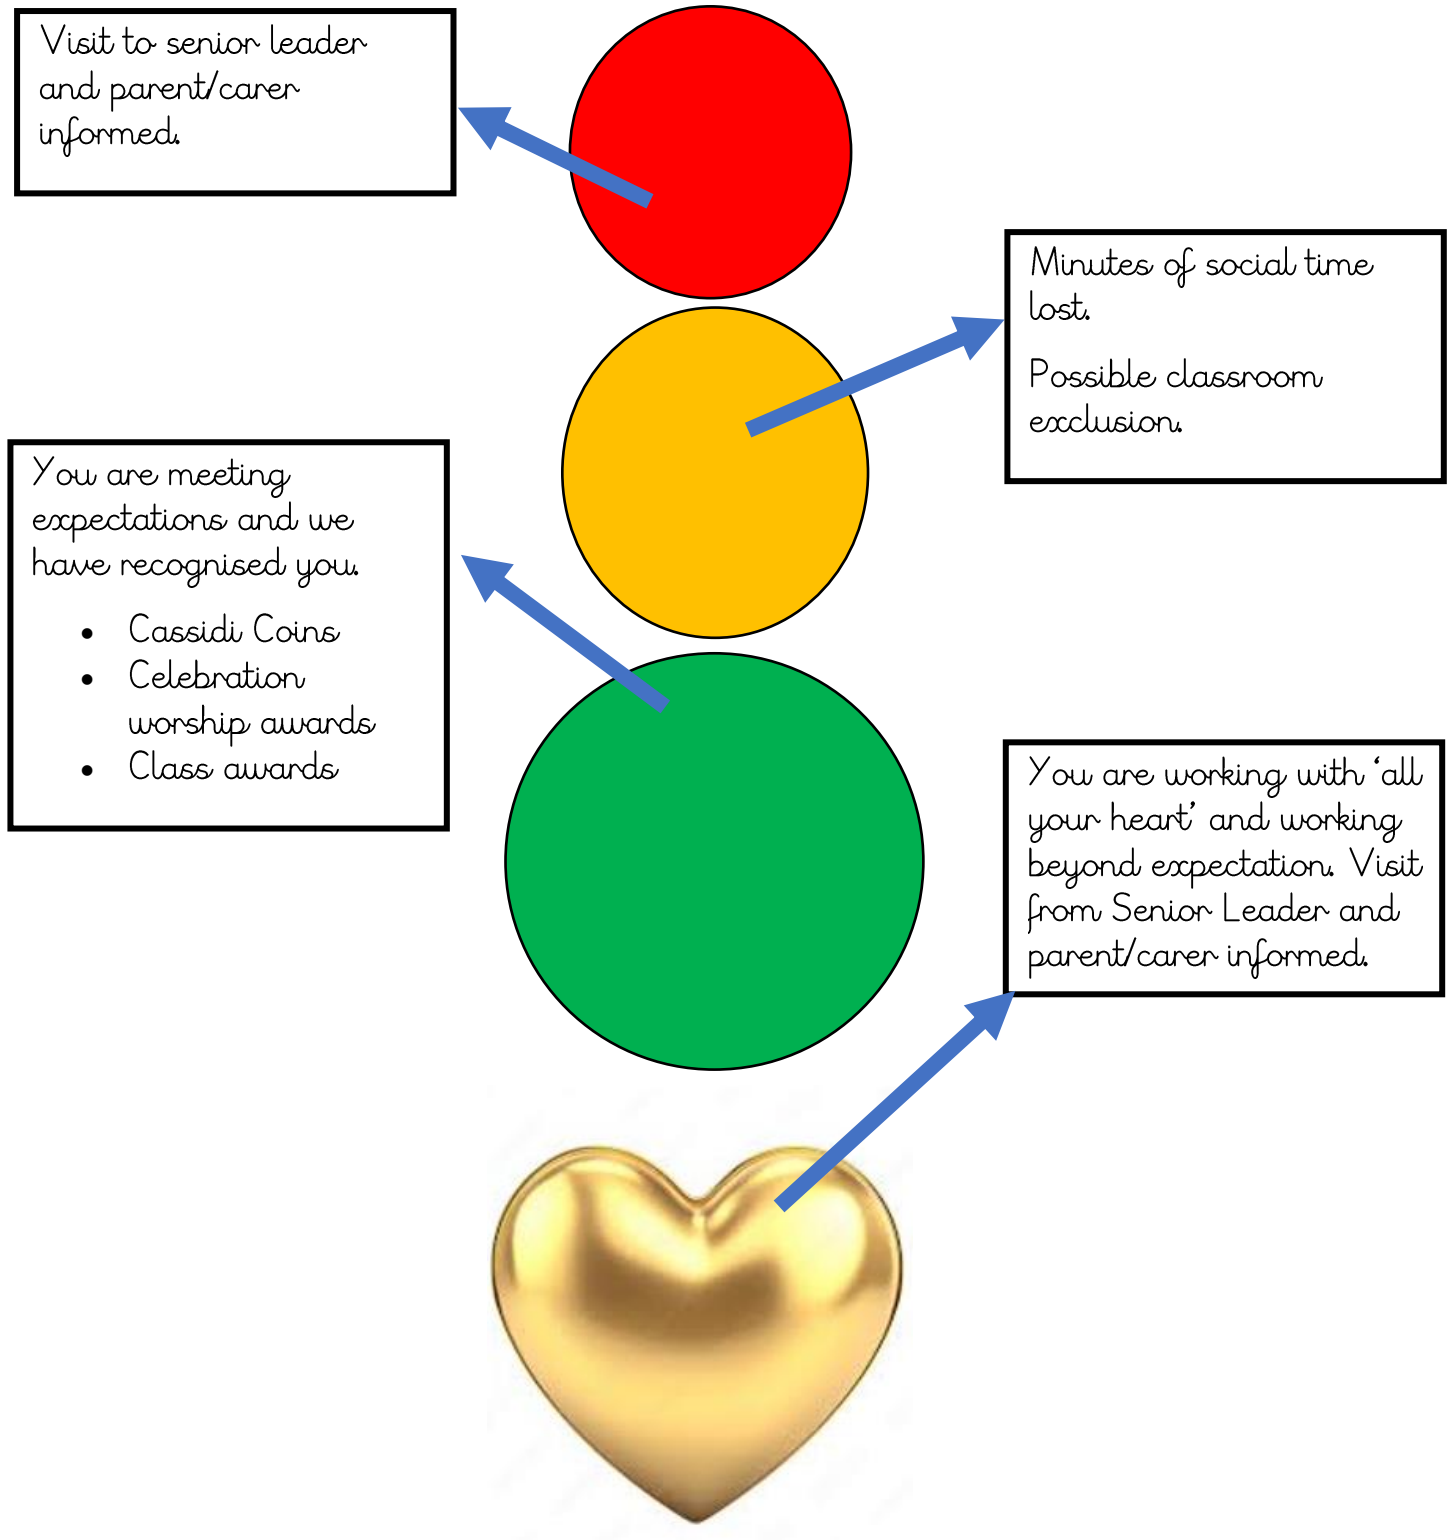 Visit to senior leader
and parent/carer
informed.
Minutes of social time
lost.
Possible classroom
exclusion.
You are meeting
expectations and we
have recognised you.
• Cassidi Coins
• Celebration
worship awards
• Class awards
You are working with ‘all
your heart’ and working
beyond expectation. Visit
from Senior Leader and
parent/carer informed.